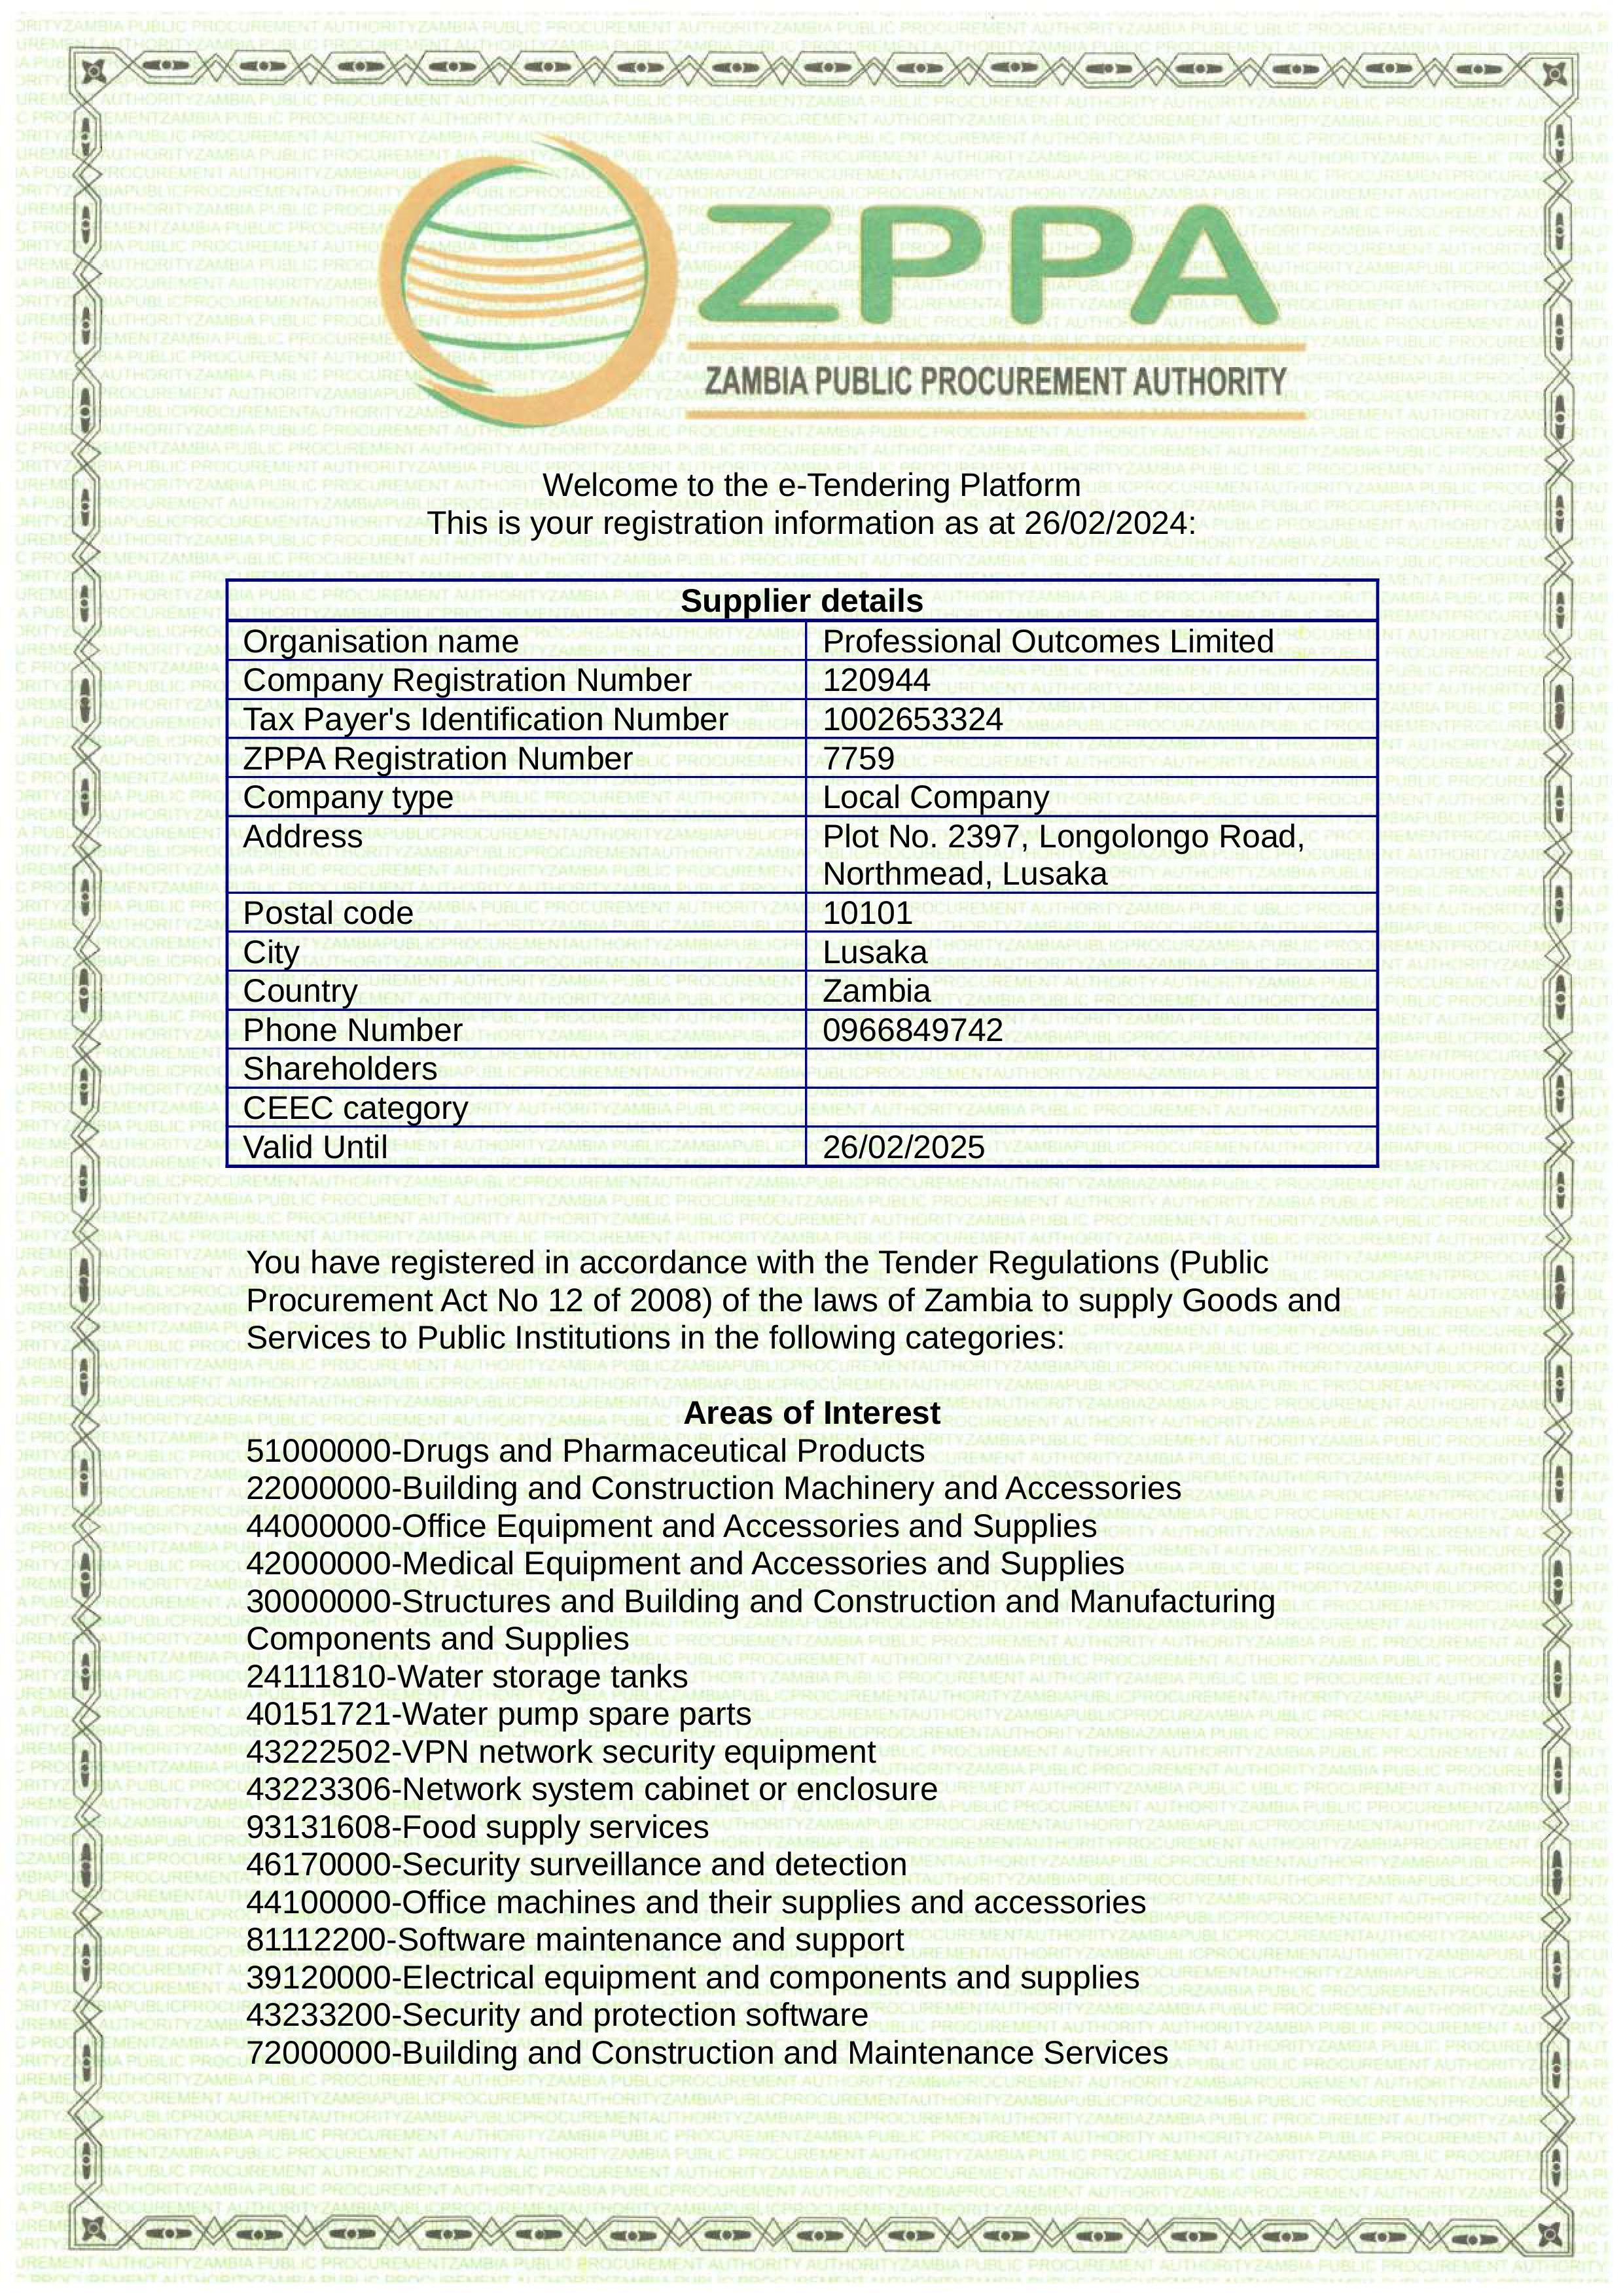 ZPPA
ZAMBIA PUBLIC PROCUREMENT AUTHORITY
Welcome to the e-Tendering Platform
This is your registration information as at 26/02/2024:
Supplier details
Organisation name Professional Outcomes Limited
Company Registration Number 120944
Tax Payer's Identification Number 1002653324
ZPPA Registration Number 7759
Company type Local Company
Address Plot No. 2397, Longolongo Road,
Northmead, Lusaka
Postal code 10101
City Lusaka
Country Zambia
Phone Number 0966849742
Shareholders
CEEC category
Valid Until 26/02/2025
You have registered in accordance with the Tender Regulations (Public
Procurement Act No 12 of 2008) of the laws of Zambia to supply Goods and
Services to Public Institutions in the following categories:
Areas of Interest
51000000-Drugs and Pharmaceutical Products
22000000-Building and Construction Machinery and Accessories
44000000-Office Equipment and Accessories and Supplies
42000000-Medical Equipment and Accessories and Supplies
30000000-Structures and Building and Construction and Manufacturing
Components and Supplies
24111810-Water storage tanks
40151721-Water pump spare parts
43222502-VPN network security equipment
43223306-Network system cabinet or enclosure
93131608-Food supply services
46170000-Security surveillance and detection
44100000-Office machines and their supplies and accessories
81112200-Software maintenance and support
39120000-Electrical equipment and components and supplies
43233200-Security and protection software
72000000-Building and Construction and Maintenance Services